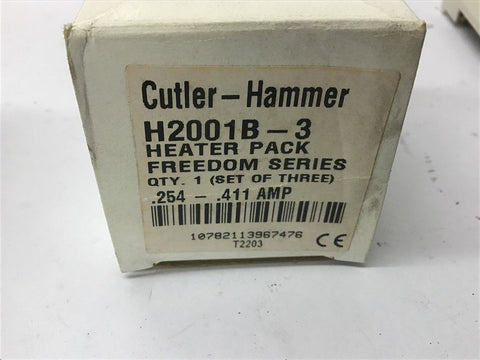 Cutler-Hammer
H2001B-3
HEATER PACK
FREEDOM SERIES
QTY. 1 (SET OF THREE)
.254 - .411 AMP
10782113967476
T2203
CE